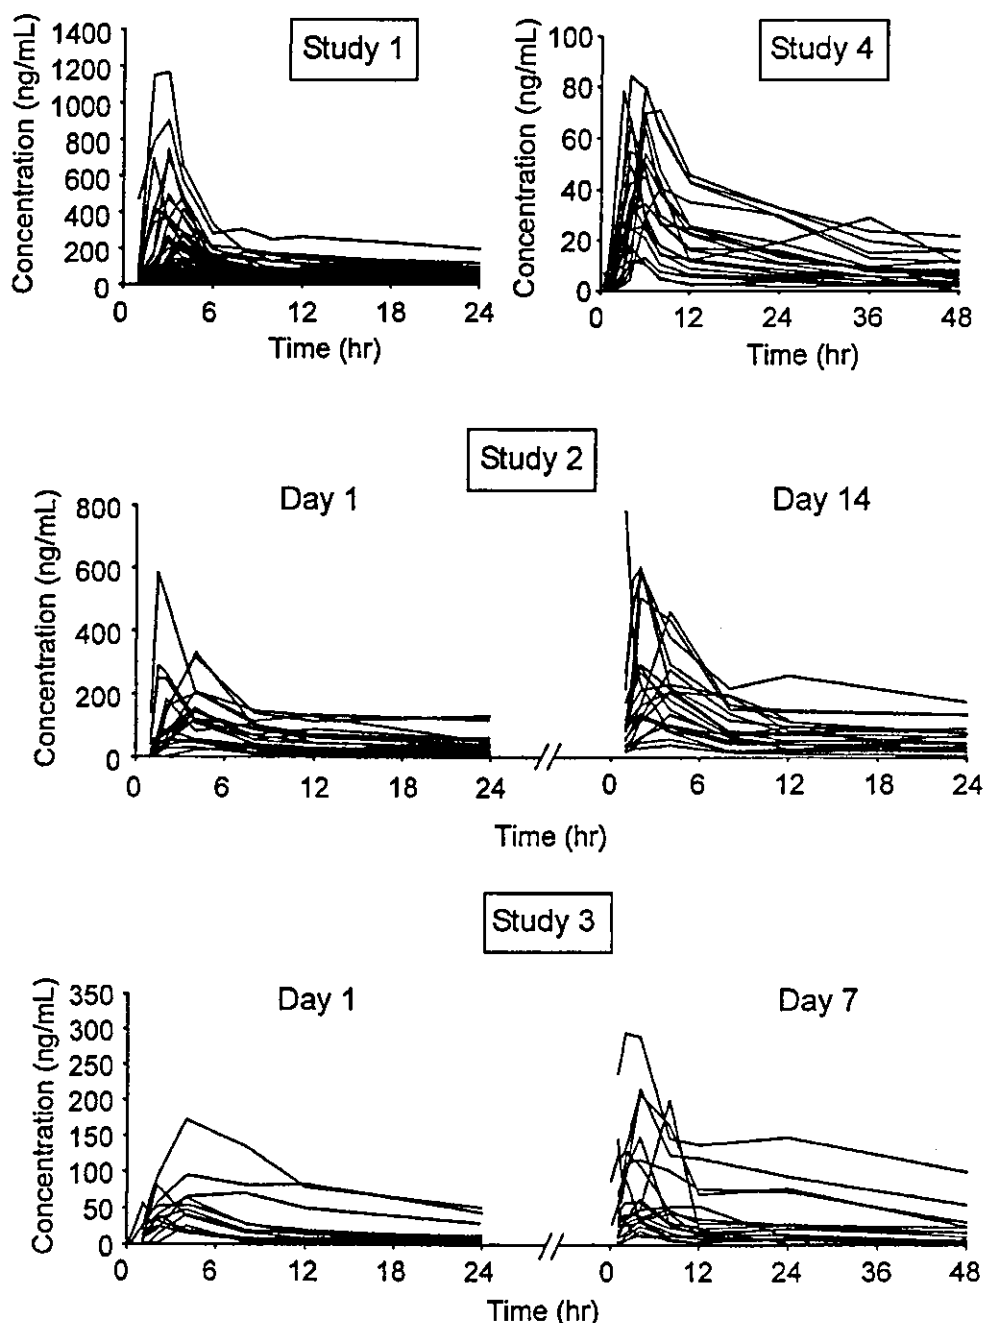 Study 1
Concentration (ng/mL)
1400
1200
1000
800
600
400
200
0
0 6 12 18 24
Time (hr)
Study 4
Concentration (ng/mL)
100
80
60
40
20
0
0 12 24 36 48
Time (hr)
Study 2
Day 1
Day 14
Concentration (ng/mL)
800
600
400
200
0
0 6 12 18 24
0 6 12 18 24
Time (hr)
Study 3
Day 1
Day 7
Concentration (ng/mL)
350
300
250
200
150
100
50
0
0 6 12 18 24
0 12 24 36 48
Time (hr)